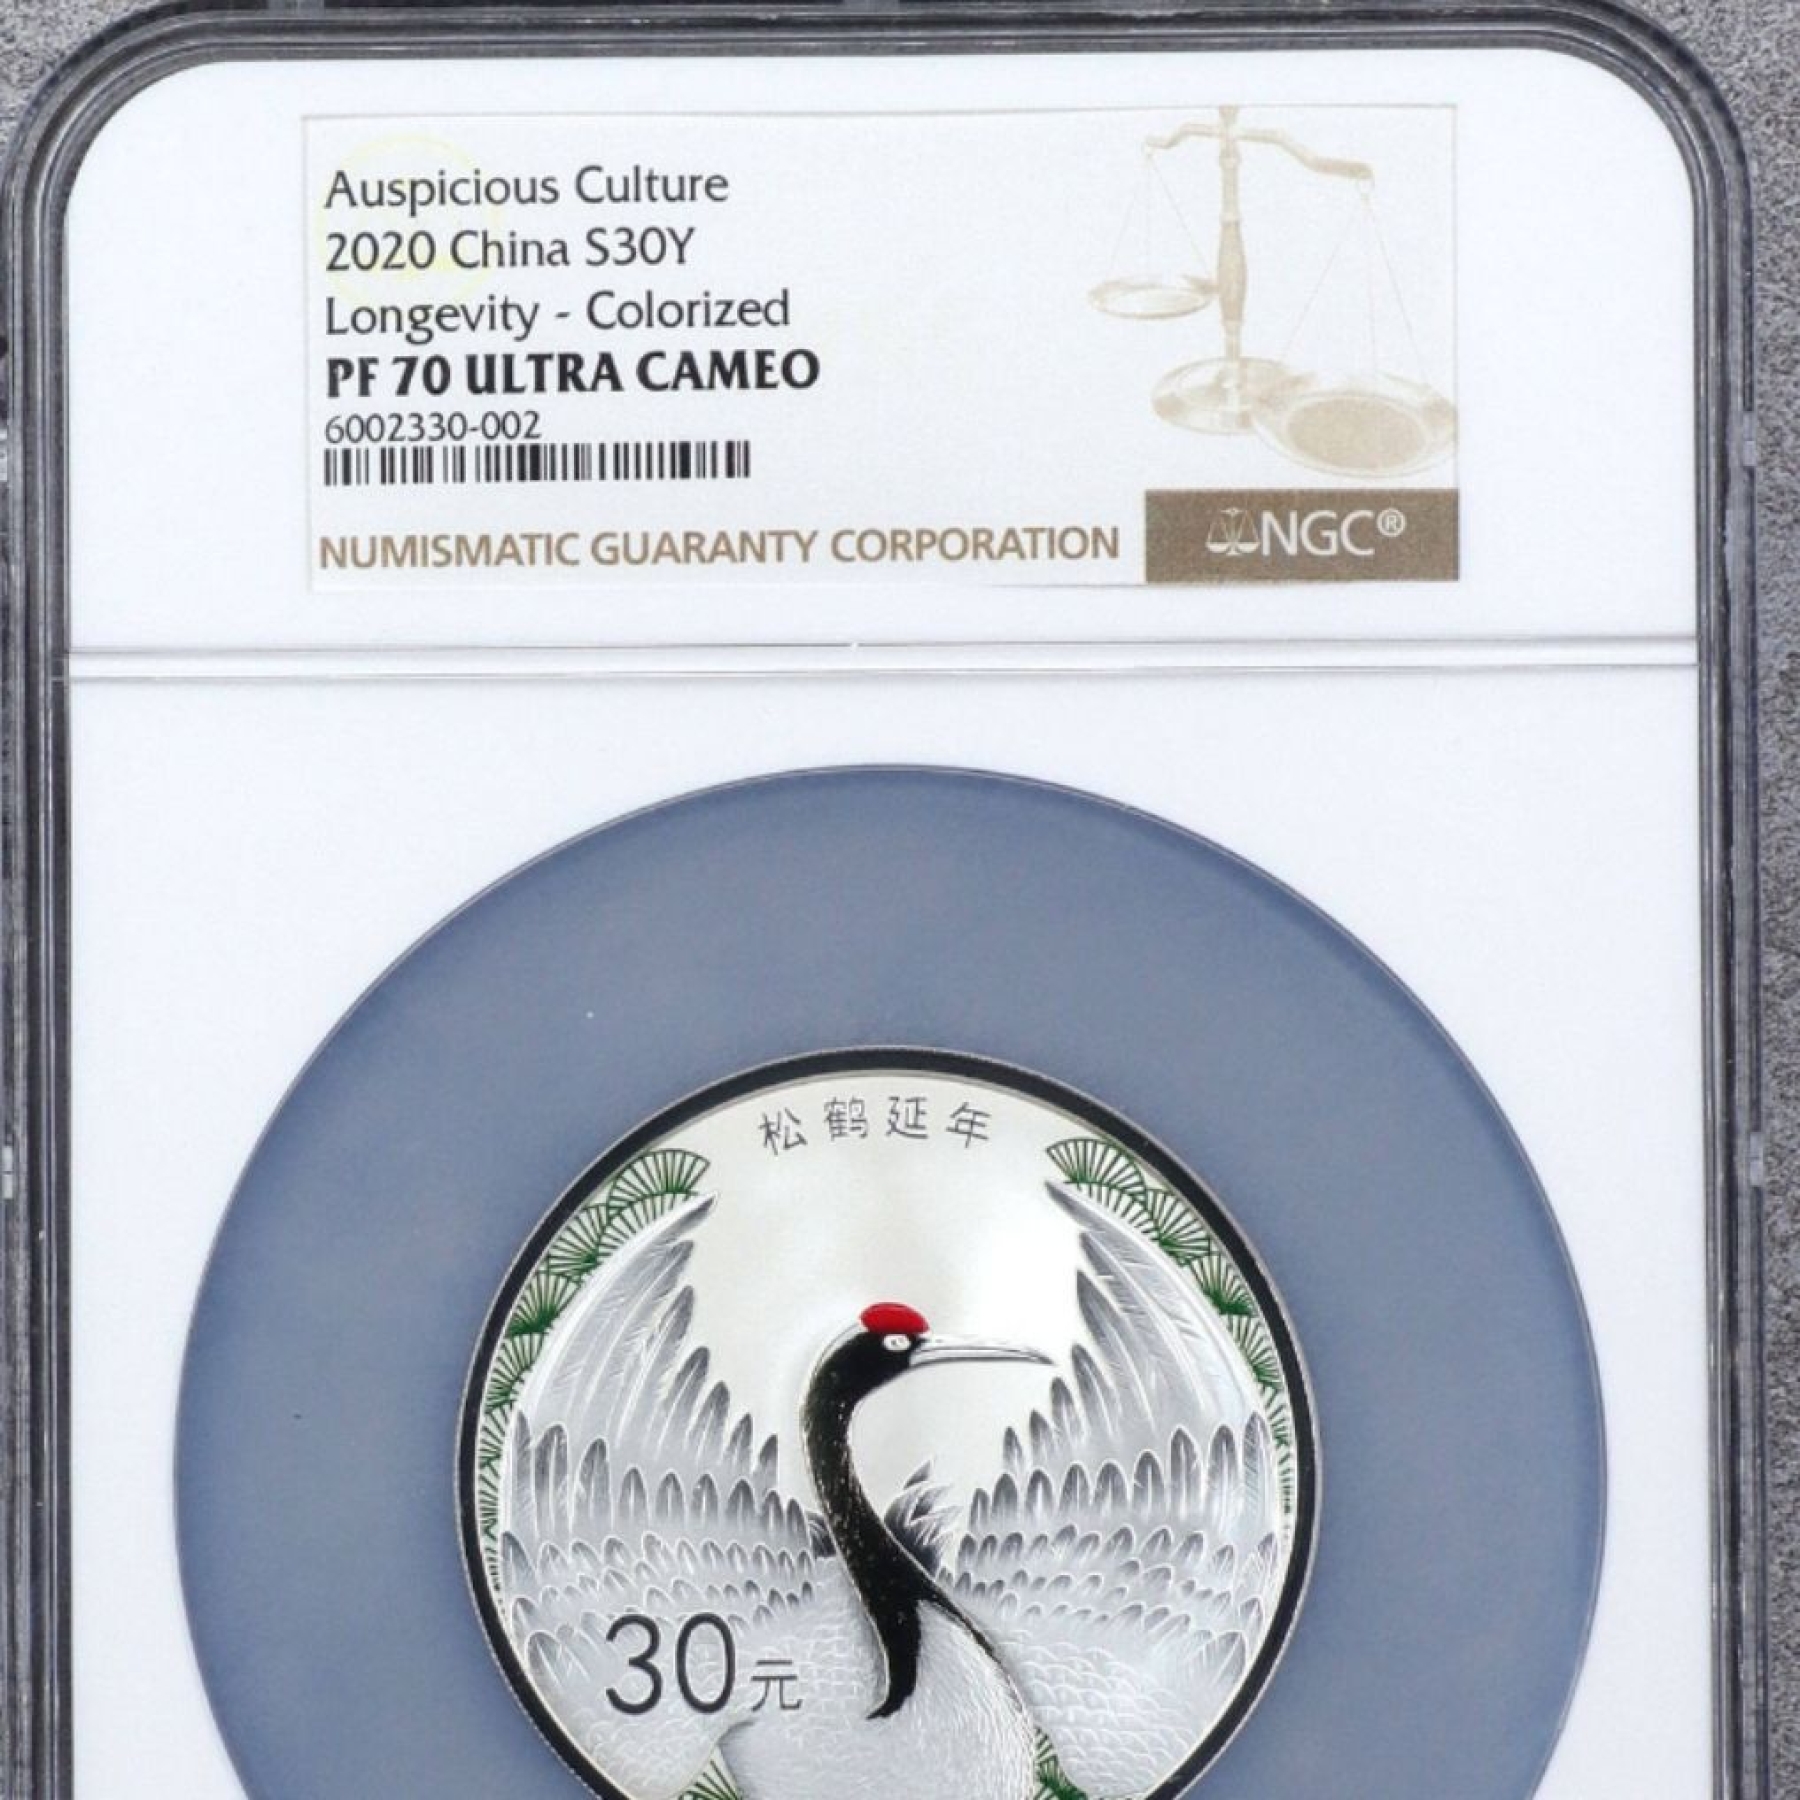 Auspicious Culture
2020 China S30Y
Longevity - Colorized
PF 70 ULTRA CAMEO
6002330-002
NUMISMATIC GUARANTY CORPORATION
NGC®
松鹤延年
30元